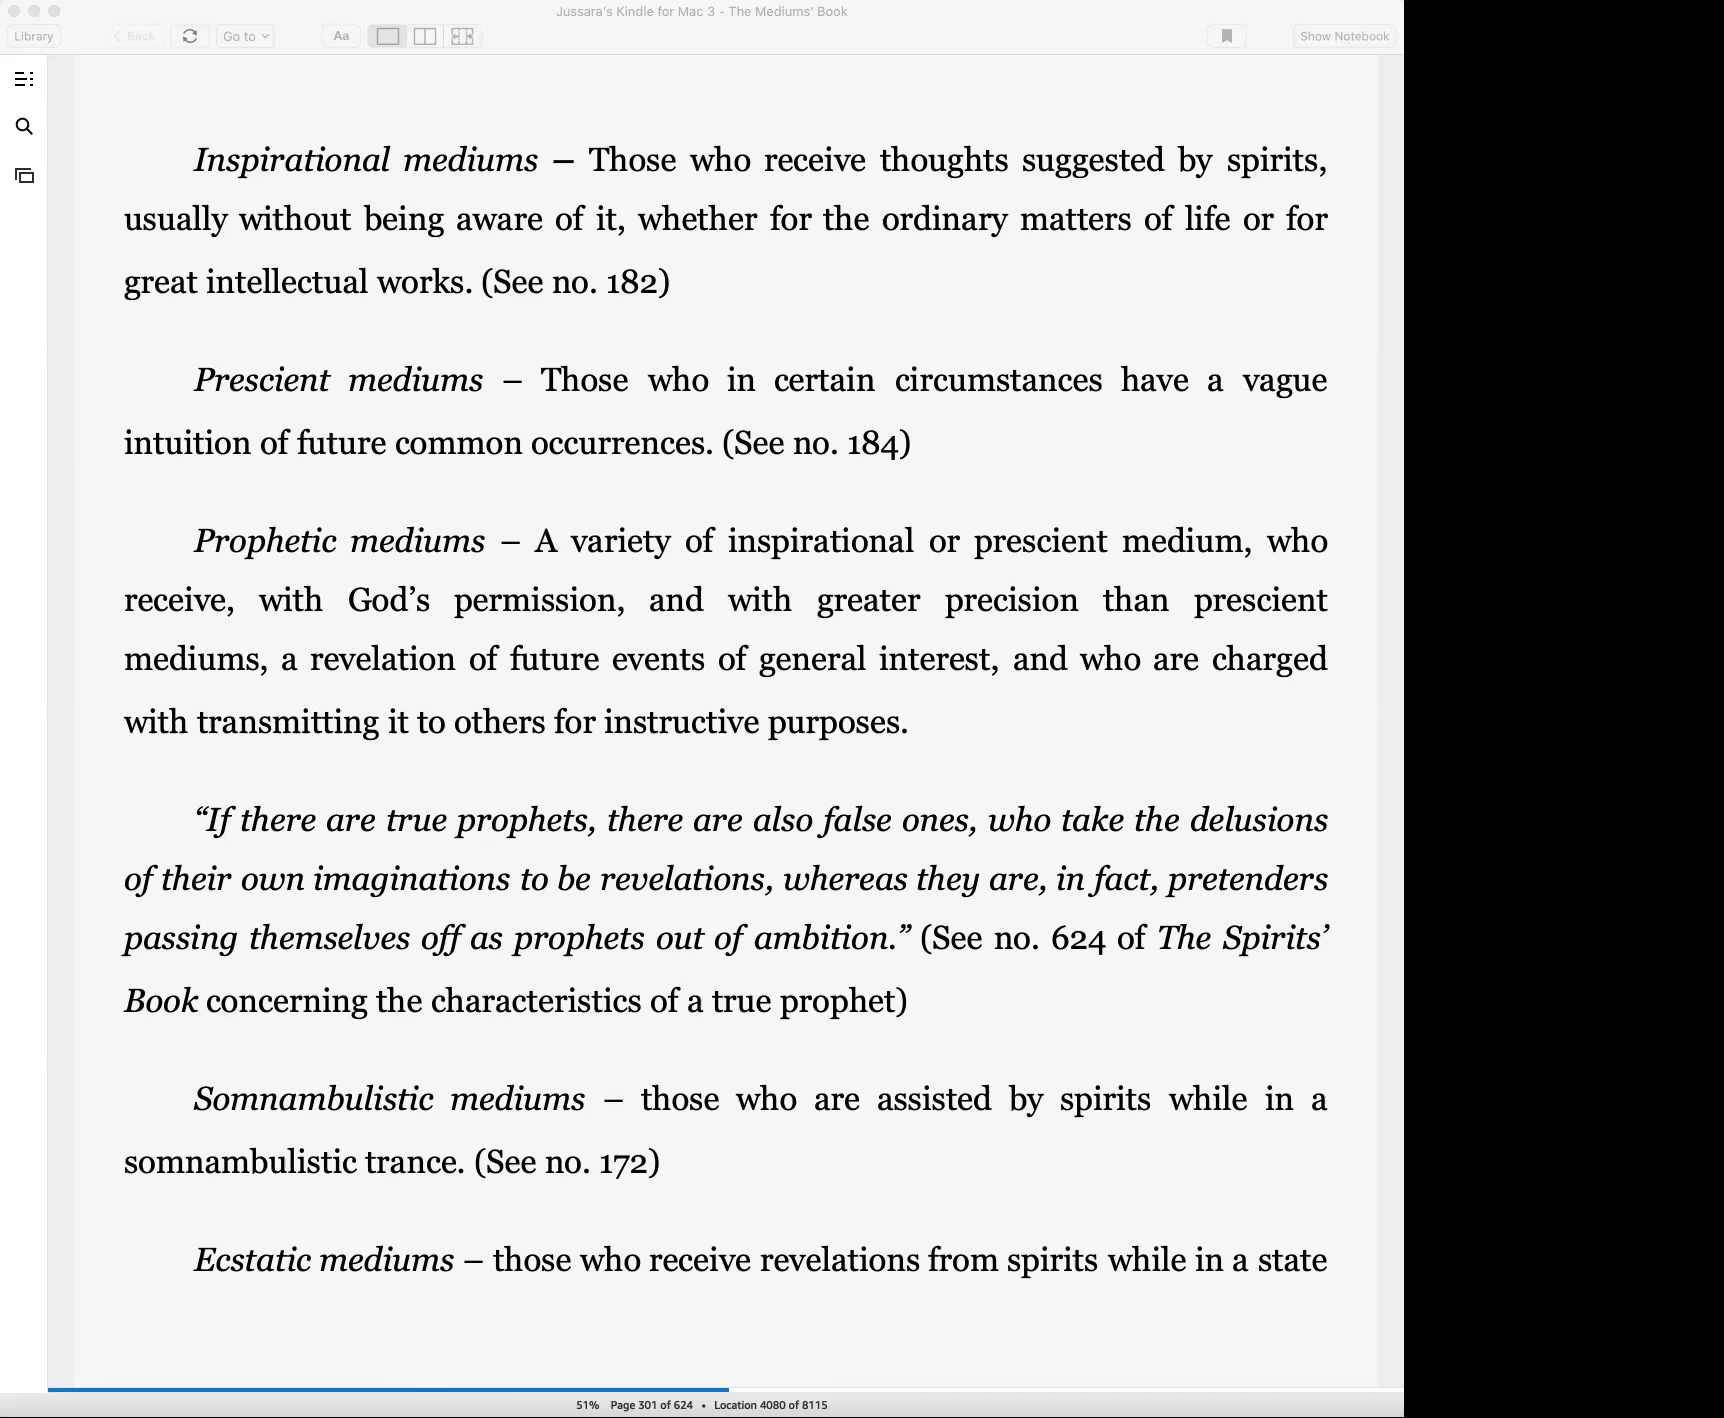 Jussara's Kindle for Mac 3 - The Mediums' Book
Library
Back
Go to
Aa
Show Notebook
Inspirational mediums – Those who receive thoughts suggested by spirits,
usually without being aware of it, whether for the ordinary matters of life or for
great intellectual works. (See no. 182)
Prescient mediums – Those who in certain circumstances have a vague
intuition of future common occurrences. (See no. 184)
Prophetic mediums – A variety of inspirational or prescient medium, who
receive, with God’s permission, and with greater precision than prescient
mediums, a revelation of future events of general interest, and who are charged
with transmitting it to others for instructive purposes.
“If there are true prophets, there are also false ones, who take the delusions
of their own imaginations to be revelations, whereas they are, in fact, pretenders
passing themselves off as prophets out of ambition.” (See no. 624 of The Spirits’
Book concerning the characteristics of a true prophet)
Somnambulistic mediums – those who are assisted by spirits while in a
somnambulistic trance. (See no. 172)
Ecstatic mediums – those who receive revelations from spirits while in a state
51% Page 301 of 624 • Location 4080 of 8115